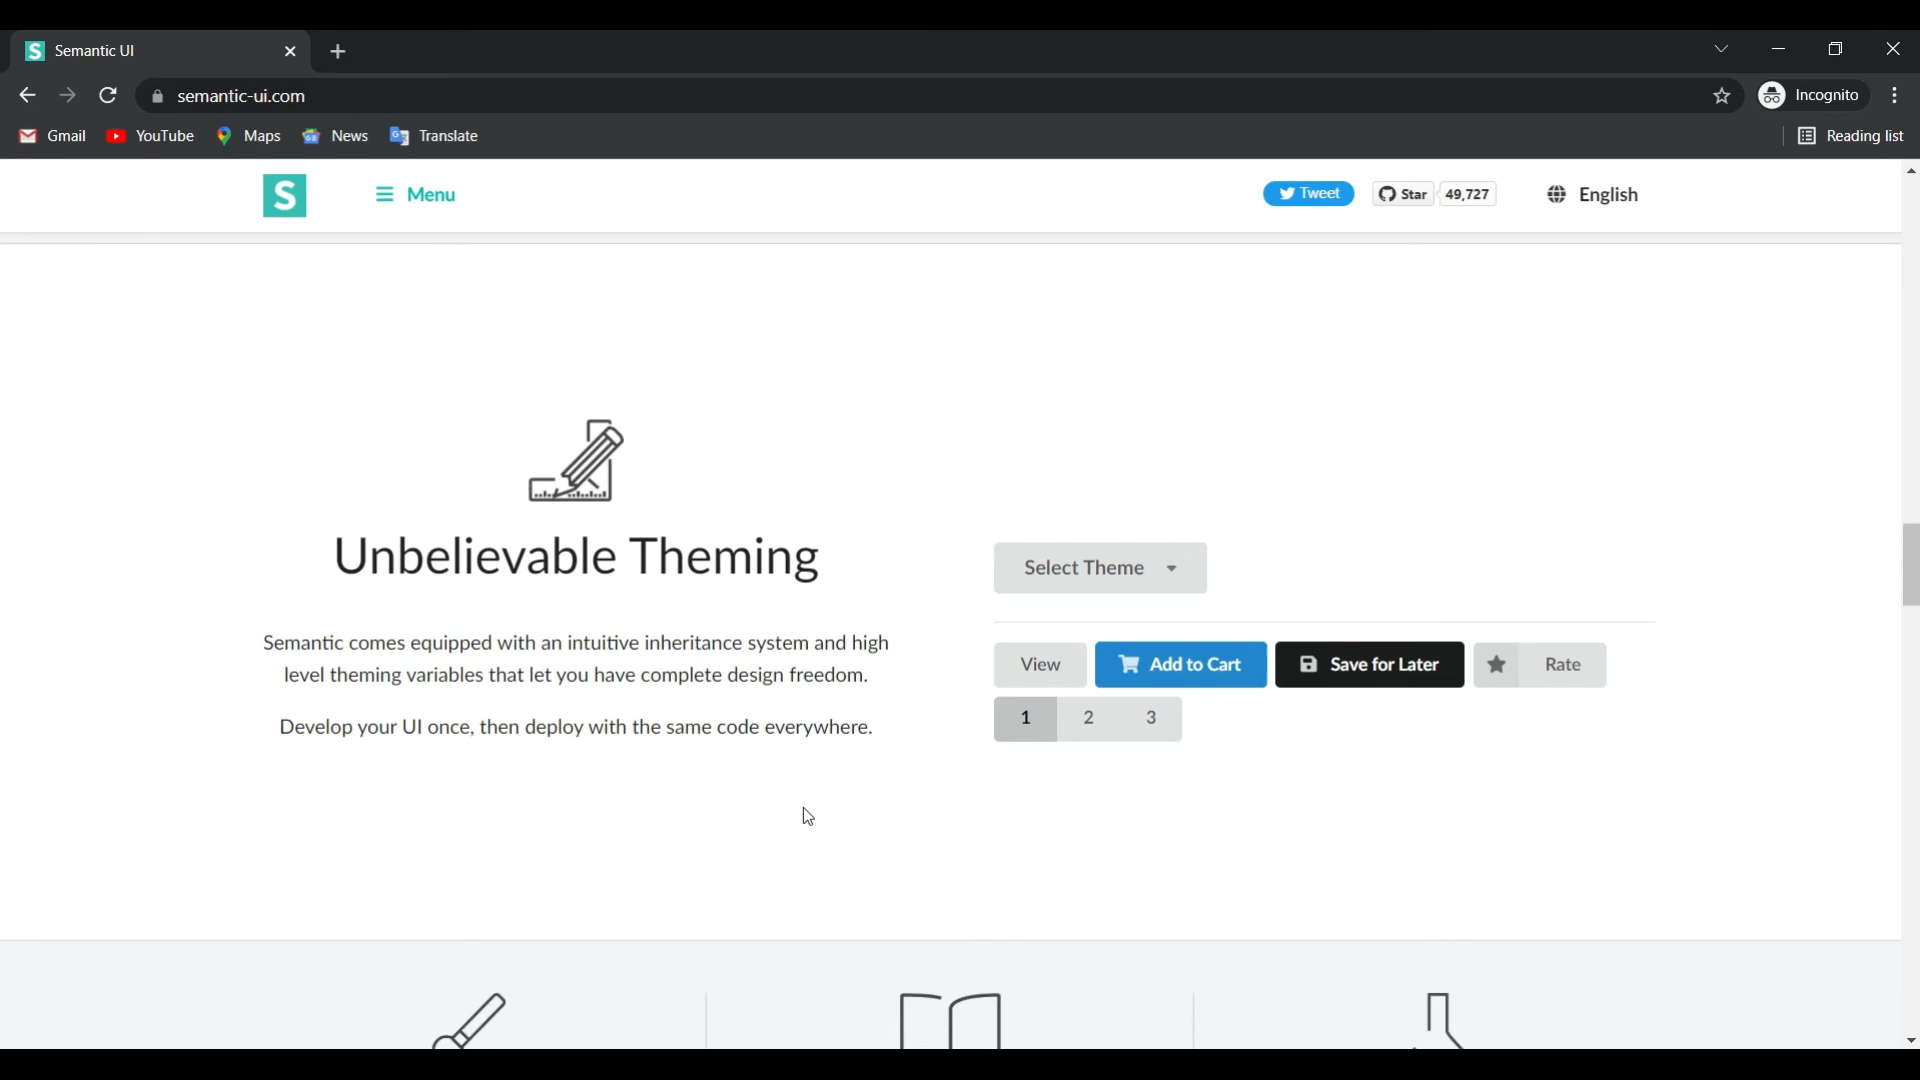 S Semantic UI
semantic-ui.com
Incognito
Gmail YouTube Maps News Translate
Reading list
S
Menu
Tweet
Star 49,727
English
Unbelievable Theming
Semantic comes equipped with an intuitive inheritance system and high
level theming variables that let you have complete design freedom.
Develop your UI once, then deploy with the same code everywhere.
Select Theme
View Add to Cart Save for Later Rate
1 2 3